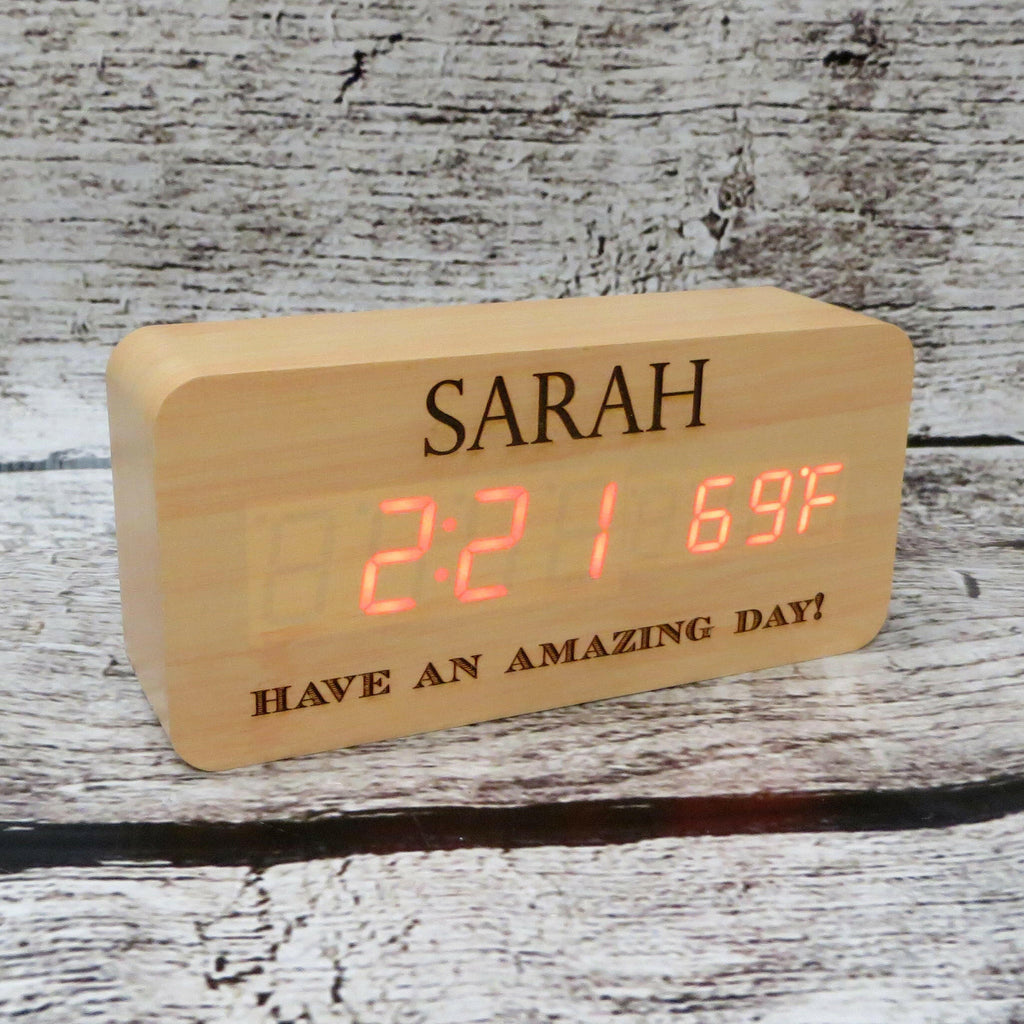 SARAH
2:21 69°F
HAVE AN AMAZING DAY!